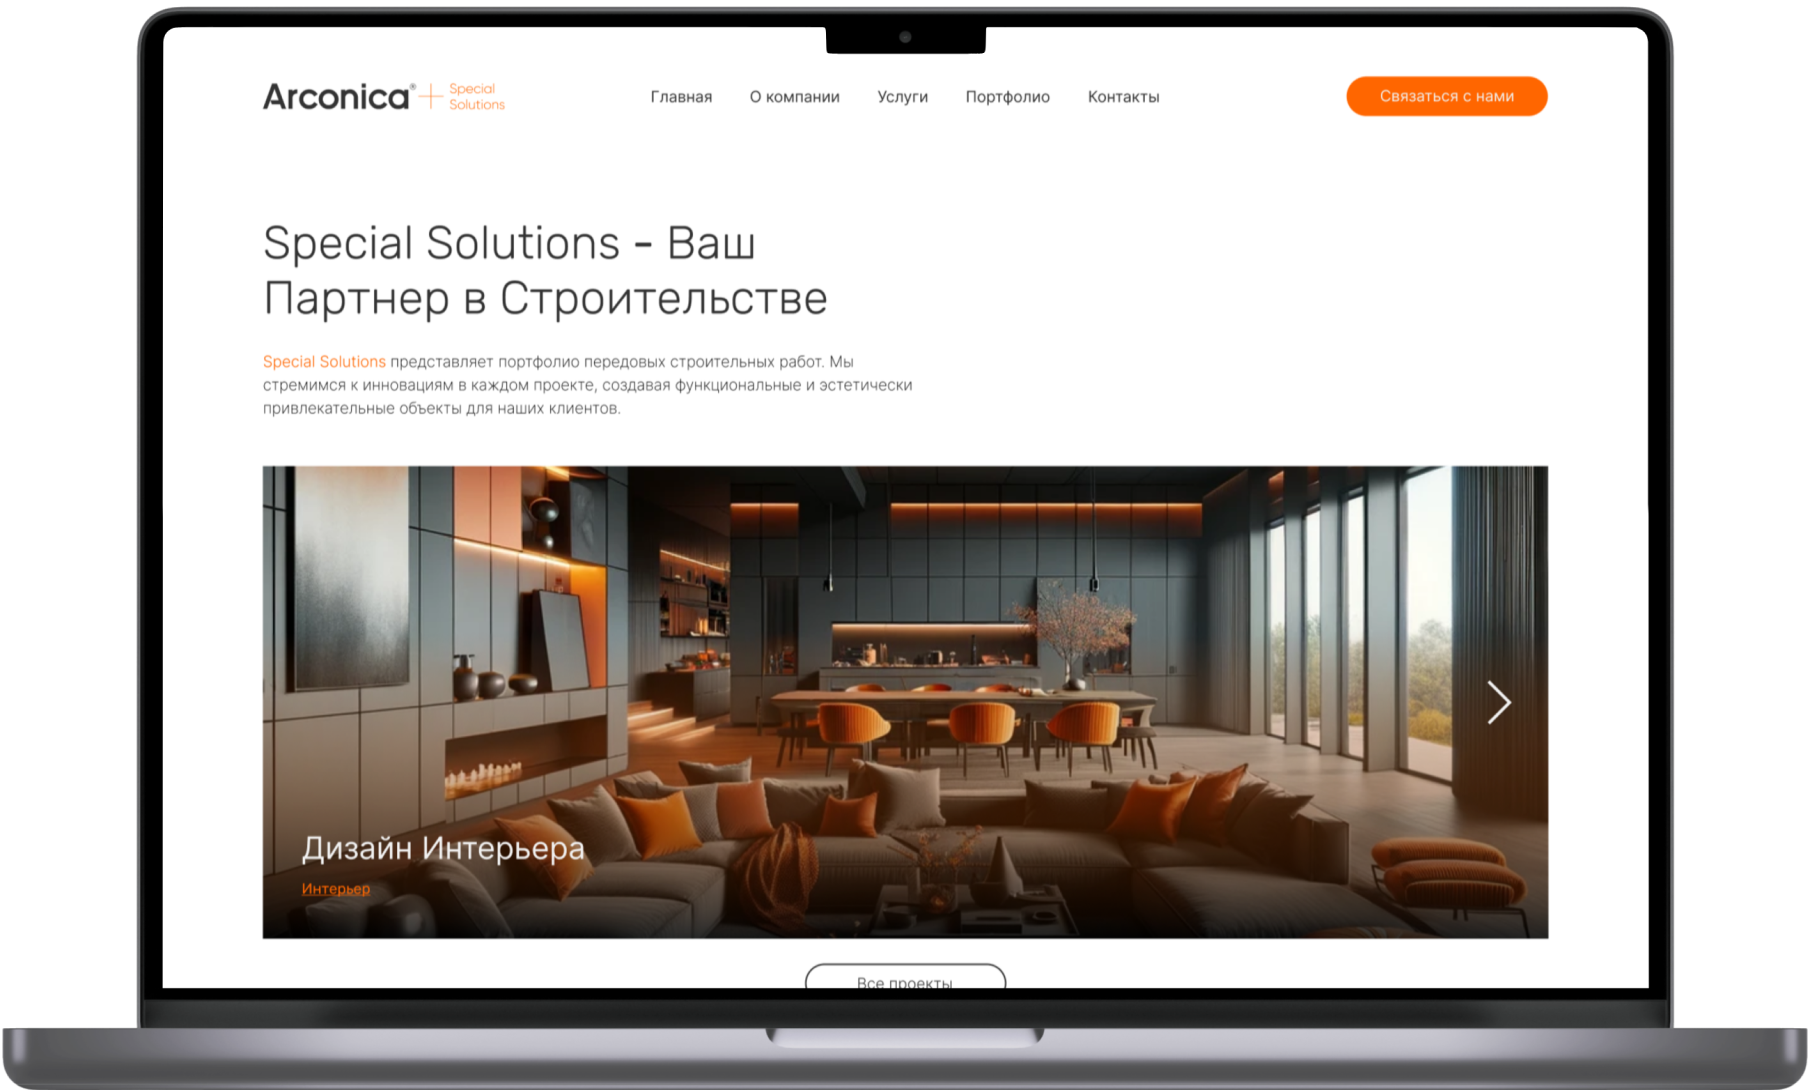 Arconica® Special
Solutions
Главная О компании Услуги Портфолио Контакты
Связаться с нами
Special Solutions - Ваш
Партнер в Строительстве
Special Solutions представляет портфолио передовых строительных работ. Мы
стремимся к инновациям в каждом проекте, создавая функциональные и эстетически
привлекательные объекты для наших клиентов.
Дизайн Интерьера
Интерьер
Все проекты